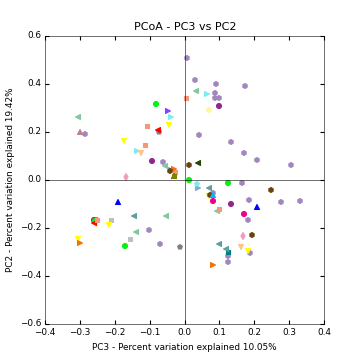 PCoA - PC3 vs PC2
PC2 - Percent variation explained 19.42%
0.6
0.4
0.2
0.0
−0.2
−0.4
−0.6
−0.4 −0.3 −0.2 −0.1 0.0 0.1 0.2 0.3 0.4
PC3 - Percent variation explained 10.05%